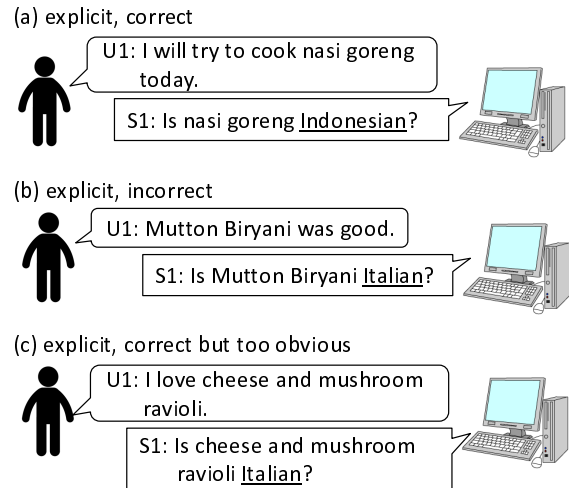 (a) explicit, correct
U1: I will try to cook nasi goreng
today.
S1: Is nasi goreng Indonesian?
(b) explicit, incorrect
U1: Mutton Biryani was good.
S1: Is Mutton Biryani Italian?
(c) explicit, correct but too obvious
U1: I love cheese and mushroom
ravioli.
S1: Is cheese and mushroom
ravioli Italian?